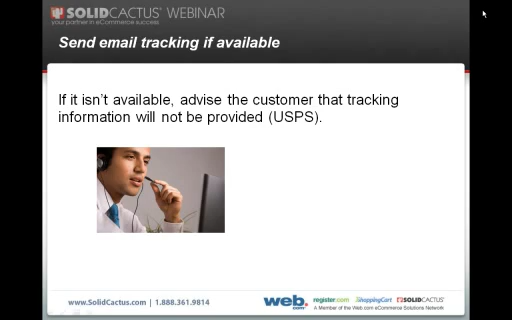 SOLIDCACTUS WEBINAR
your partner in eCommerce success
Send email tracking if available
If it isn't available, advise the customer that tracking
information will not be provided (USPS).
www.SolidCactus.com | 1.888.361.9814
web.com register.com ShoppingCart SOLIDCACTUS
A Member of the Web.com eCommerce Solutions Network